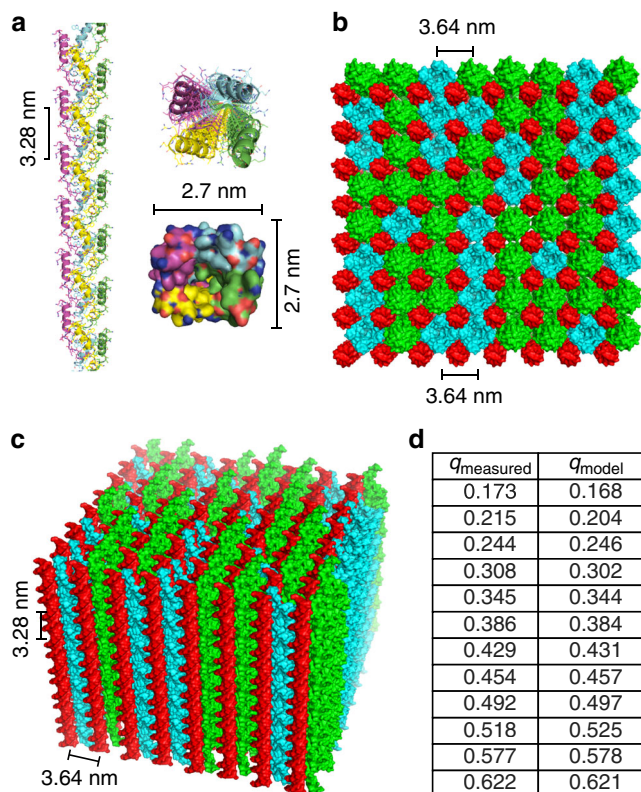 a
3.28 nm
2.7 nm
2.7 nm
b
3.64 nm
3.64 nm
c
3.28 nm
3.64 nm
d
qmeasured qmodel
0.173 0.168
0.215 0.204
0.244 0.246
0.308 0.302
0.345 0.344
0.386 0.384
0.429 0.431
0.454 0.457
0.492 0.497
0.518 0.525
0.577 0.578
0.622 0.621